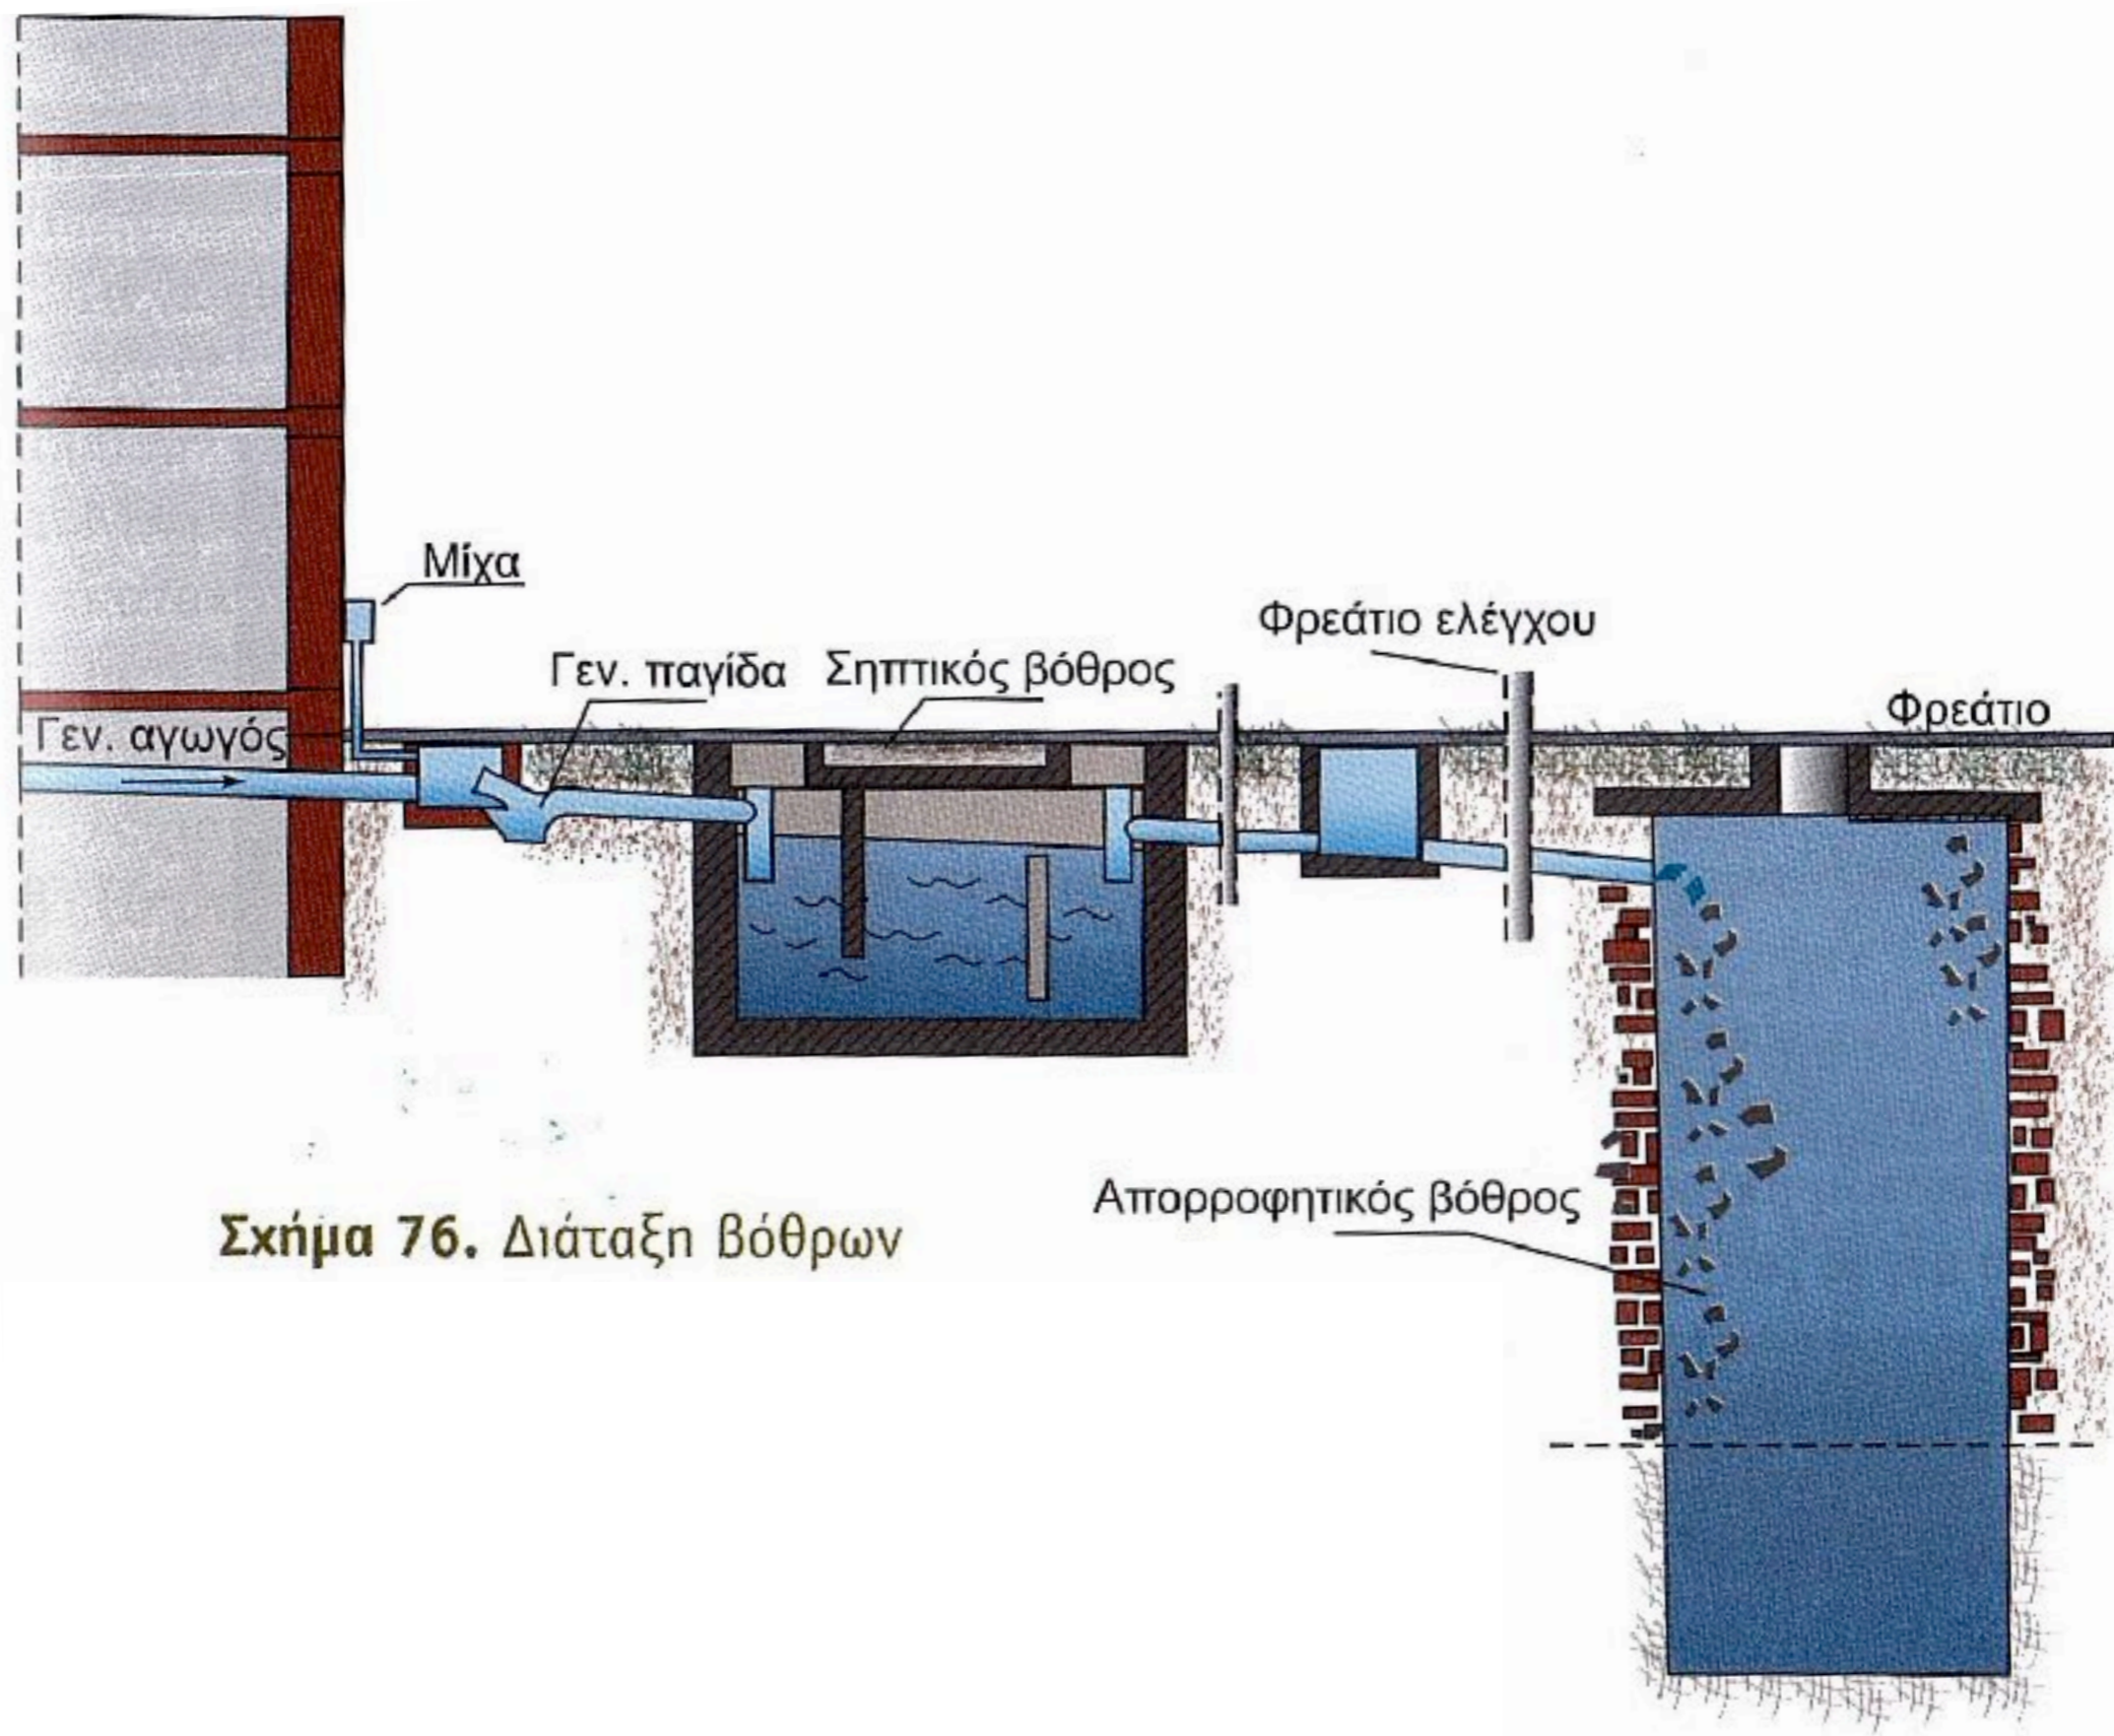 Μίχα
Φρεάτιο ελέγχου
Γεν. παγίδα
Σηπτικός βόθρος
Φρεάτιο
Γεν. αγωγός
Απορροφητικός βόθρος
Σχήμα 76. Διάταξη βόθρων